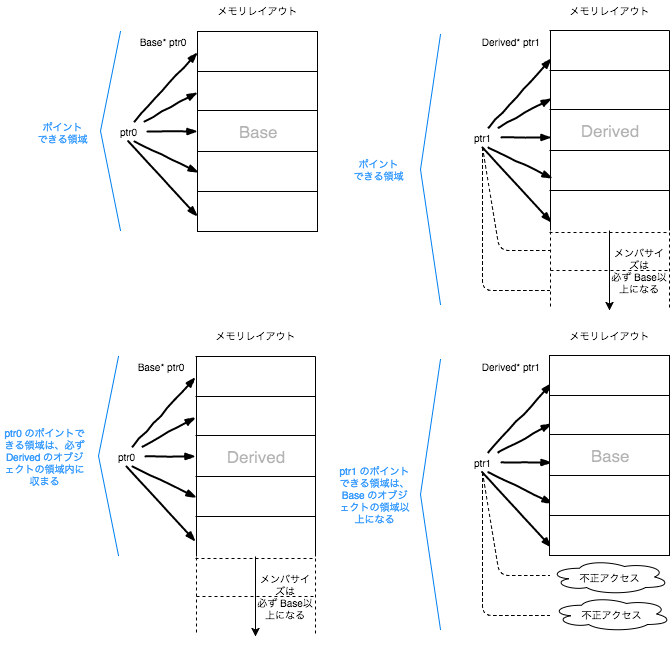 メモリレイアウト
Base* ptr0
ポイント
できる領域
ptr0
Base
メモリレイアウト
Derived* ptr1
ポイント
できる領域
ptr1
Derived
メンバサイ
ズは
必ず Base以
上になる
メモリレイアウト
Base* ptr0
ptr0 のポイントで
きる領域は、必ず
Derived のオブジ
ェクトの領域内に
収まる
ptr0
Derived
メンバサイ
ズは
必ず Base以
上になる
メモリレイアウト
Derived* ptr1
ptr1 のポイント
できる領域は、
Base のオブジ
ェクトの領域以
上になる
ptr1
Base
不正アクセス
不正アクセス